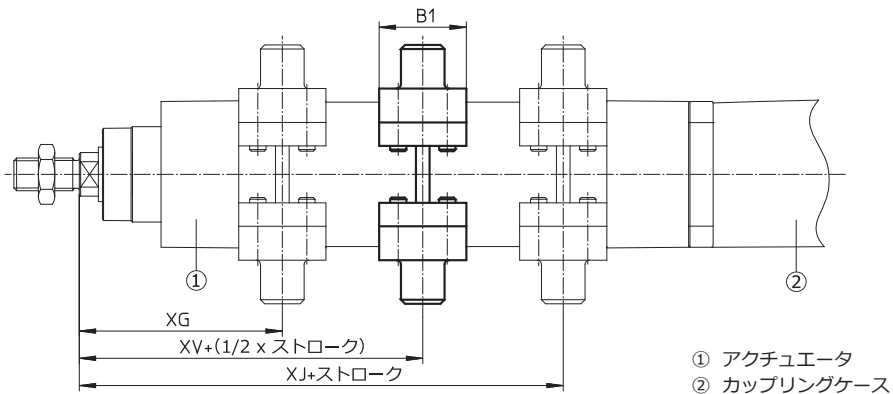 B1
①
②
XG
XV+(1/2 x ストローク)
XJ+ストローク
① アクチュエータ
② カップリングケース